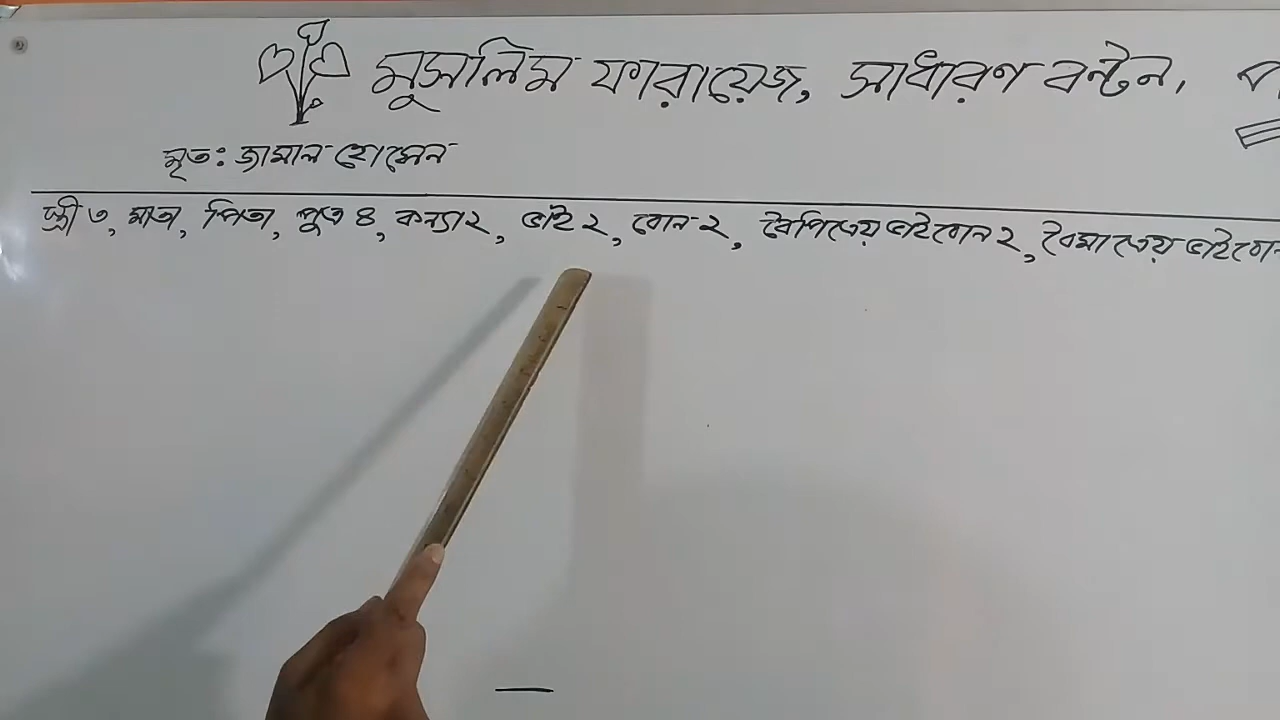 মুসলিম ফারায়েজ, সাধারণ বন্টন,
মৃত: জামাল হোসেন
স্ত্রী ৩, মাতা, পিতা, পুত্র ৪, কন্যা ২, ভাই ২, বোন ২, বৈপিত্রেয় ভাইবোন ২, বৈমাত্রেয় ভাইবোন